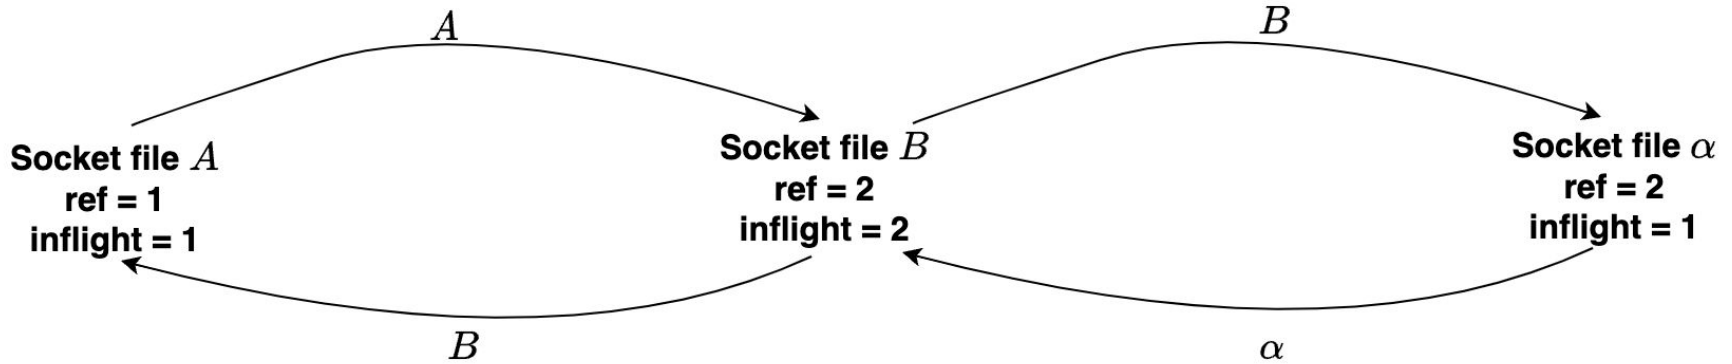 A
B
Socket file A
ref = 1
inflight = 1
Socket file B
ref = 2
inflight = 2
Socket file α
ref = 2
inflight = 1
B
α